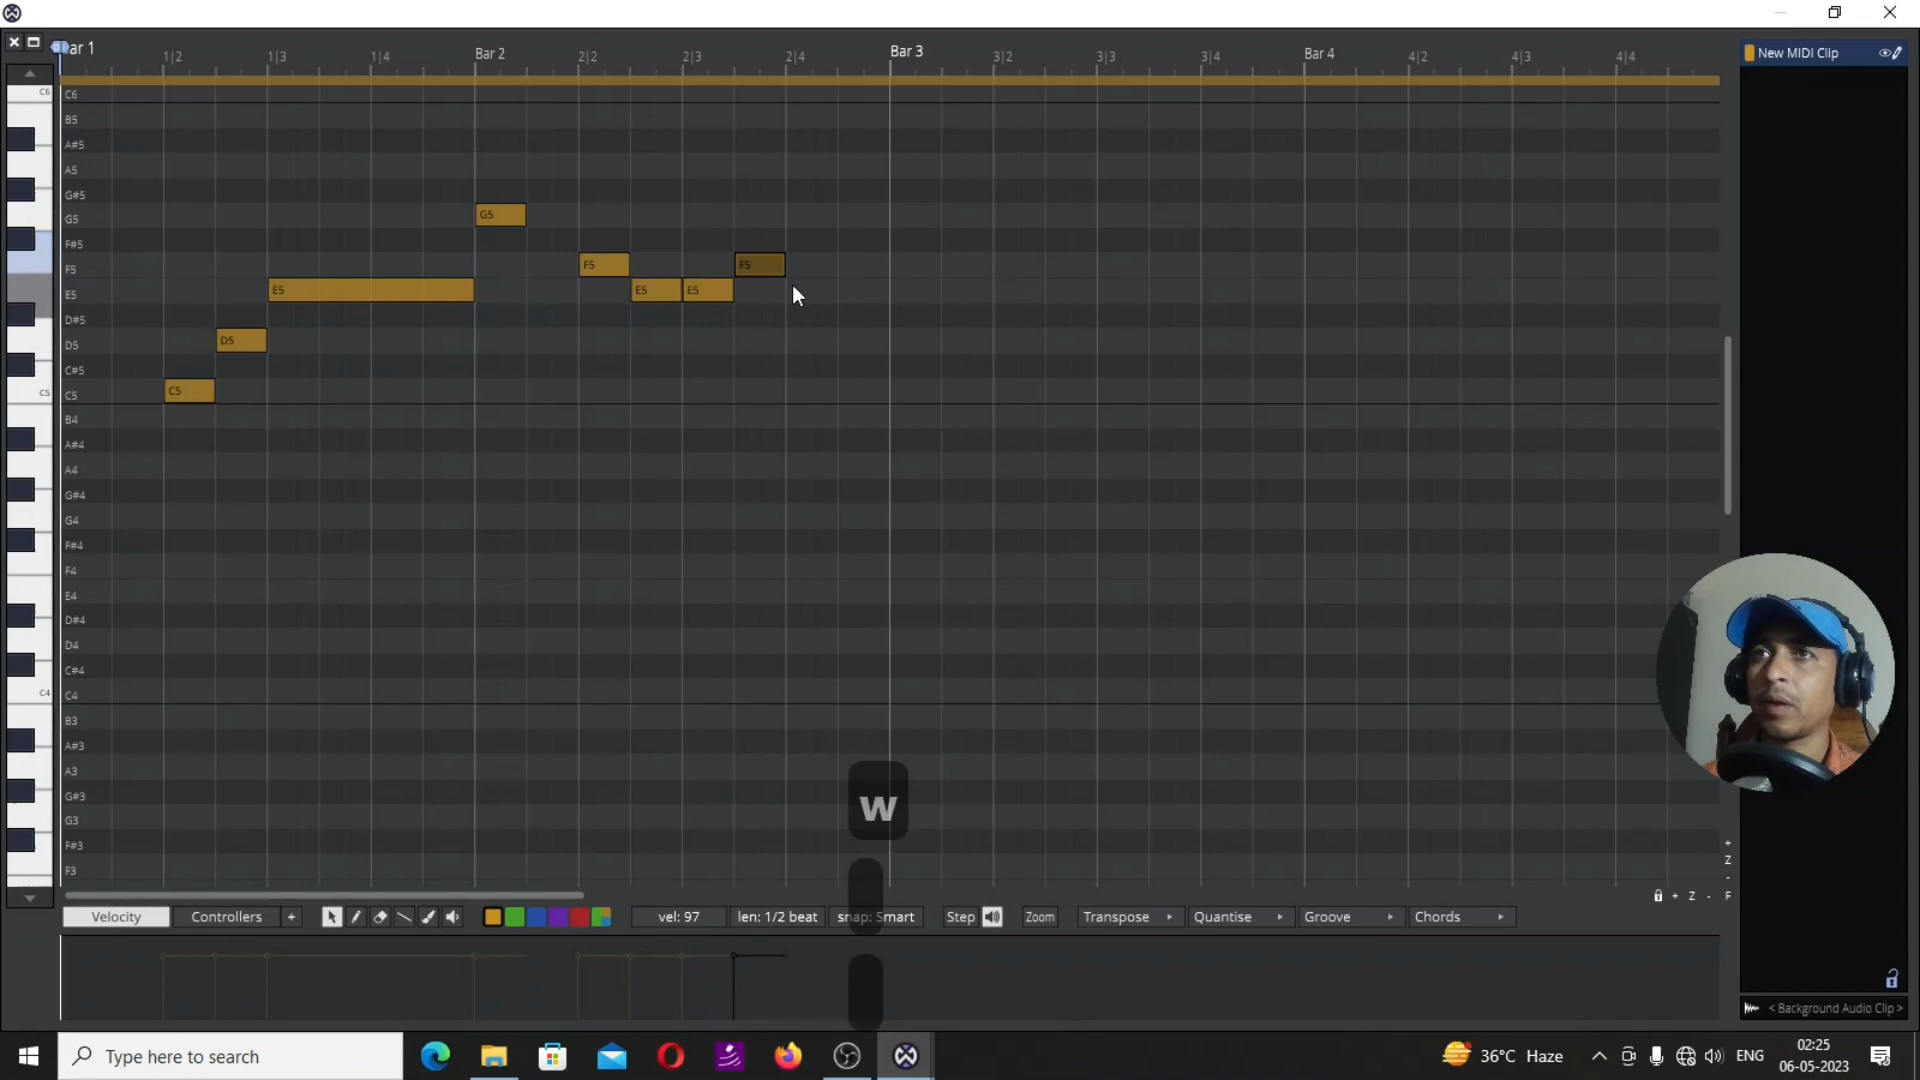 Bar 1 1|2 1|3 1|4 Bar 2 2|2 2|3 2|4 Bar 3 3|2 3|3 3|4 Bar 4 4|2 4|3 4|4
New MIDI Clip
C6 C6
B5
A#5
A5
G#5
G5 G5
F#5
F5 F5 F5
E5 E5 E5 E5
D#5
D5 D5
C#5
C5 C5 C5
B4
A#4
A4
G#4
G4
F#4
F4
E4
D#4
D4
C#4
C4 C4
B3
A#3
A3
G#3
G3
F#3
F3
w
+
Z
-
+ Z - F
Velocity Controllers + vel: 97 len: 1/2 beat snap: Smart Step Zoom Transpose Quantise Groove Chords
< Background Audio Clip >
Type here to search
36°C Haze ENG 02:25
06-05-2023